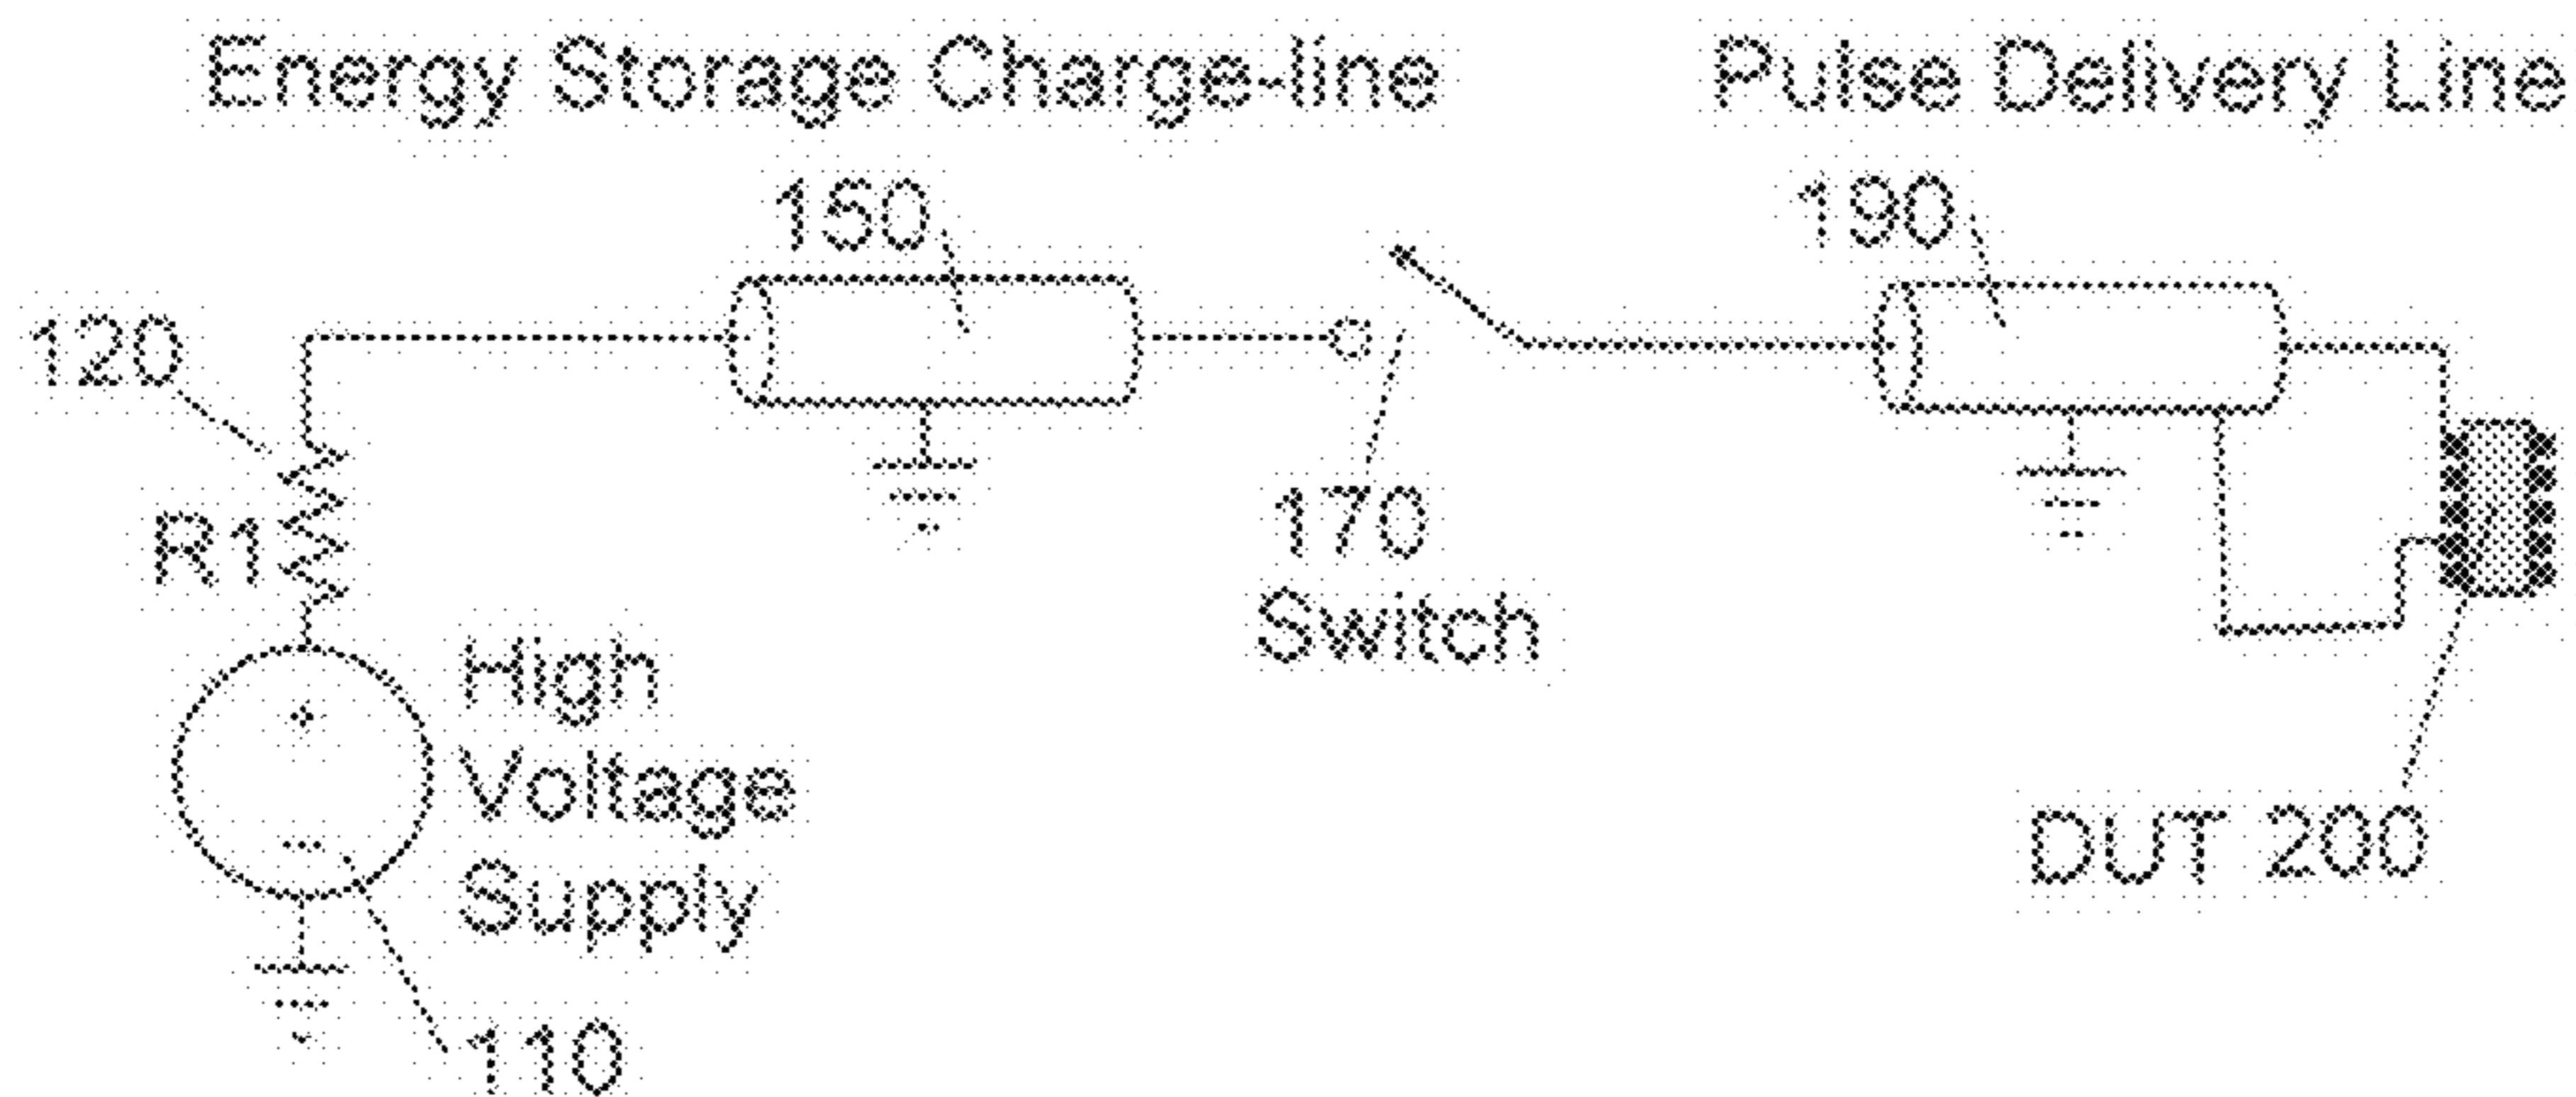 Energy Storage Charge-line
Pulse Delivery Line
150
190
120
170
Switch
R1
High
Voltage
Supply
DUT 200
110